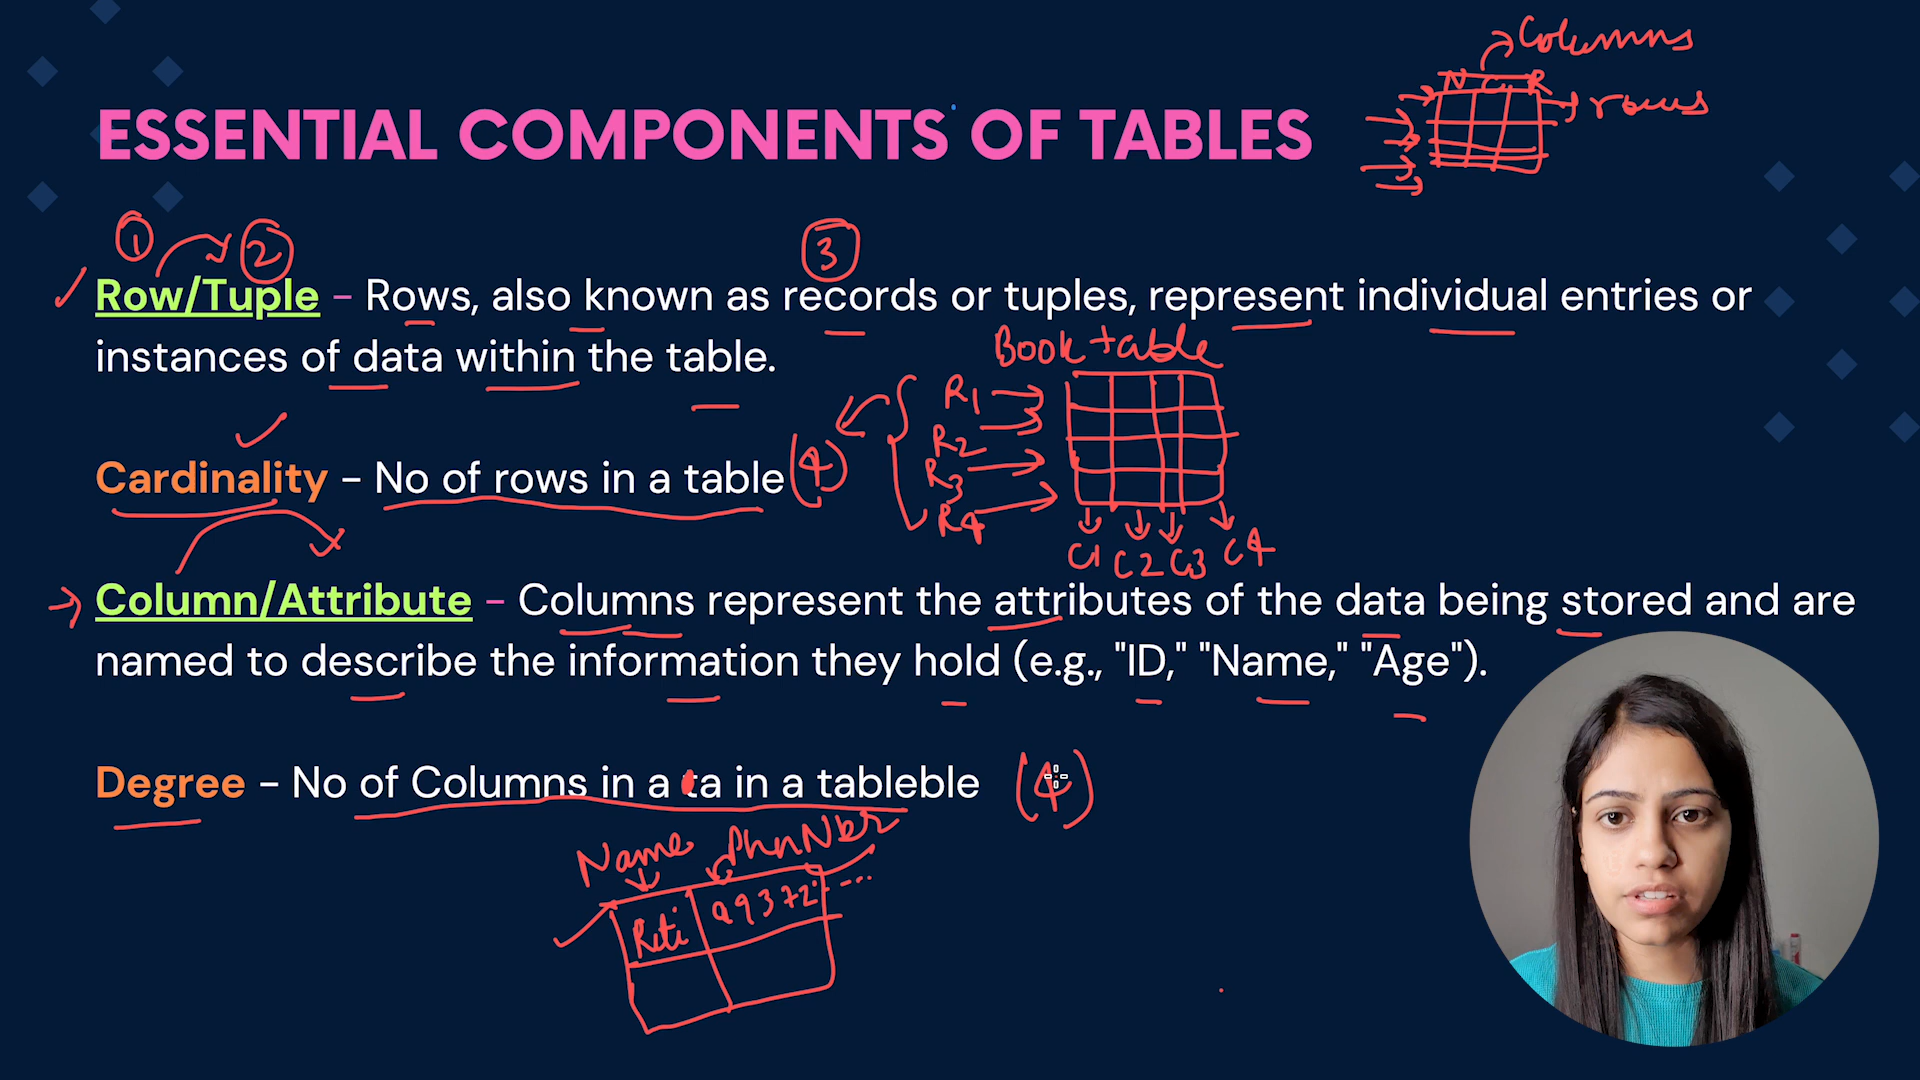 Columns
N C R
rows
ESSENTIAL COMPONENTS OF TABLES
1 2 3
Row/Tuple - Rows, also known as records or tuples, represent individual entries or
instances of data within the table.
Book table
R1
R2
R3
R4
Cardinality - No of rows in a table (4)
C1 C2 C3 C4
Column/Attribute - Columns represent the attributes of the data being stored and are
named to describe the information they hold (e.g., "ID," "Name," "Age").
Degree - No of Columns in a ta in a tableble (4)
Name PhnNbr
Riti 99372...